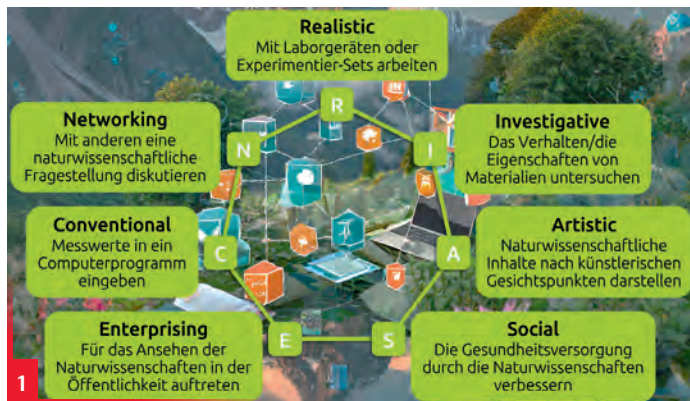 Realistic
Mit Laborgeräten oder
Experimentier-Sets arbeiten
R
Networking
Mit anderen eine
naturwissenschaftliche
Fragestellung diskutieren
N
I
Investigative
Das Verhalten/die
Eigenschaften von
Materialien untersuchen
Conventional
Messwerte in ein
Computerprogramm
eingeben
C
A
Artistic
Naturwissenschaftliche
Inhalte nach künstlerischen
Gesichtspunkten darstellen
Enterprising
Für das Ansehen der
Naturwissenschaften in der
Öffentlichkeit auftreten
E
S
Social
Die Gesundheitsversorgung
durch die Naturwissenschaften
verbessern
1